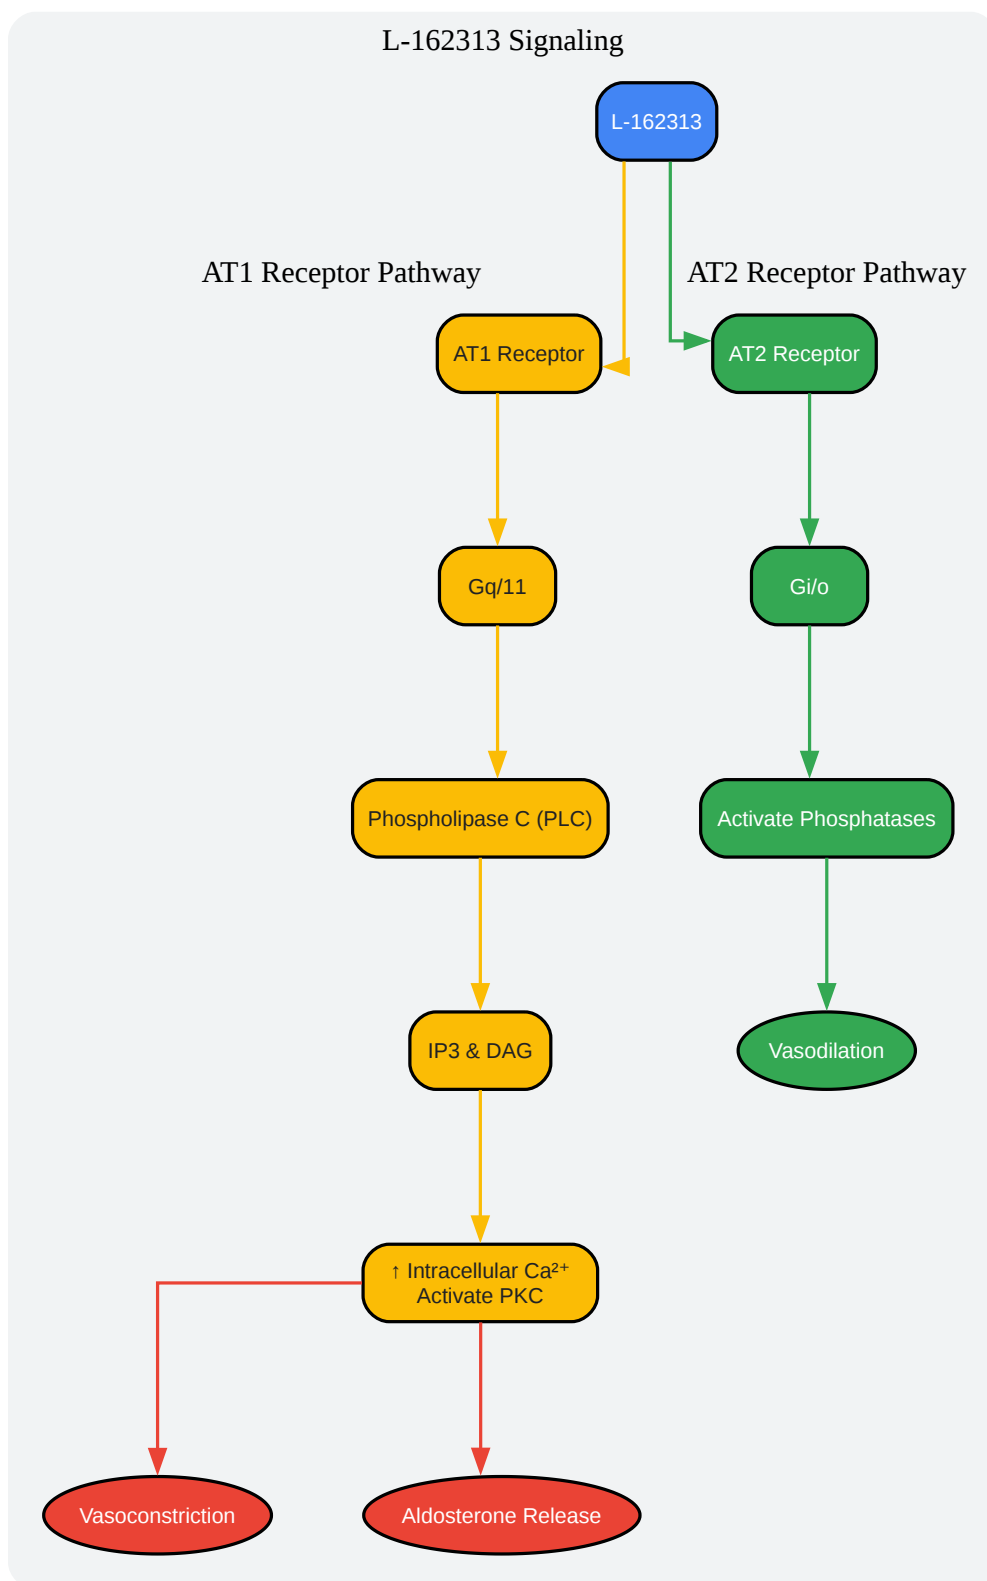 L-162313 Signaling
L-162313
AT1 Receptor Pathway
AT2 Receptor Pathway
AT1 Receptor
AT2 Receptor
Gq/11
Gi/o
Phospholipase C (PLC)
Activate Phosphatases
IP3 & DAG
Vasodilation
↑ Intracellular Ca²⁺
Activate PKC
Vasoconstriction
Aldosterone Release